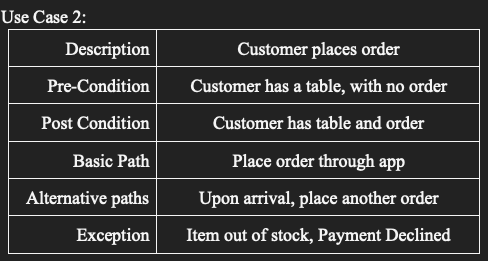 Use Case 2:
Description Customer places order
Pre-Condition Customer has a table, with no order
Post Condition Customer has table and order
Basic Path Place order through app
Alternative paths Upon arrival, place another order
Exception Item out of stock, Payment Declined